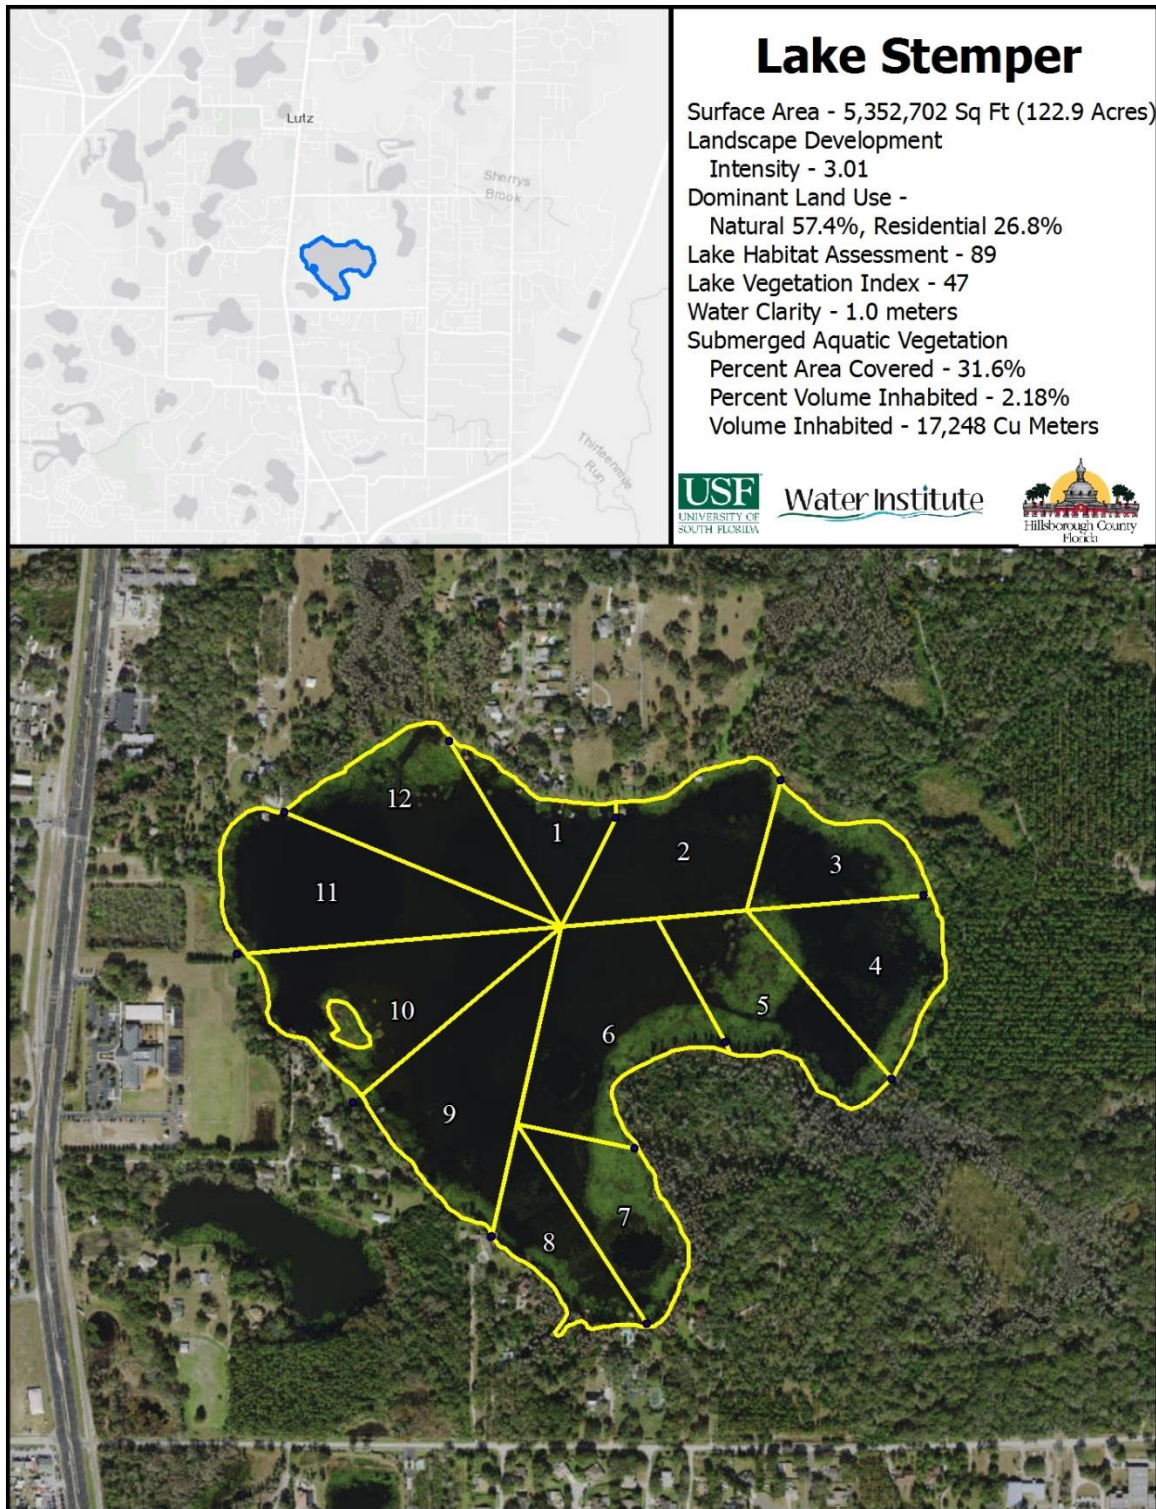 Lutz
Sherrys
Brook
Thirteenmile
Run
Lake Stemper
Surface Area - 5,352,702 Sq Ft (122.9 Acres)
Landscape Development
Intensity - 3.01
Dominant Land Use -
Natural 57.4%, Residential 26.8%
Lake Habitat Assessment - 89
Lake Vegetation Index - 47
Water Clarity - 1.0 meters
Submerged Aquatic Vegetation
Percent Area Covered - 31.6%
Percent Volume Inhabited - 2.18%
Volume Inhabited - 17,248 Cu Meters
USF
UNIVERSITY OF
SOUTH FLORIDA
Water Institute
Hillsborough County
Florida
12
1
2
3
11
4
5
10
6
9
7
8